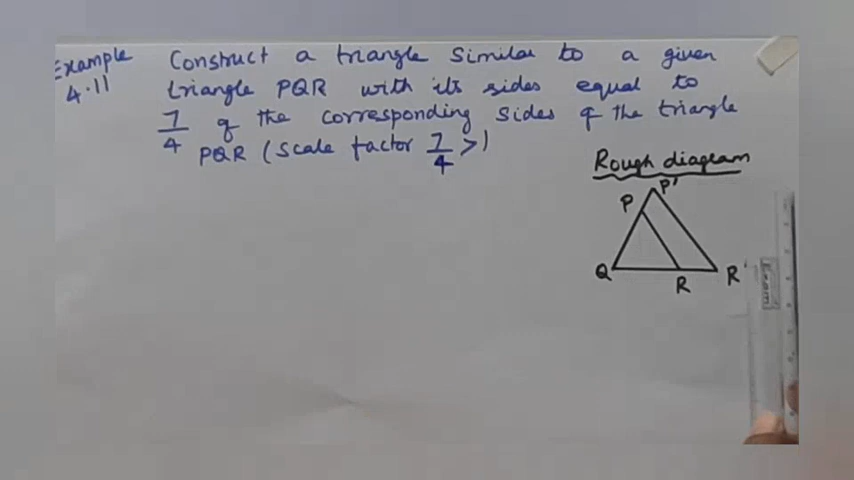 Example 4.11
Construct a triangle similar to a given
triangle PQR with its sides equal to
7/4 of the corresponding sides of the triangle
PQR (scale factor 7/4 > 1
Rough diagram
P P'
Q R R'
Exam